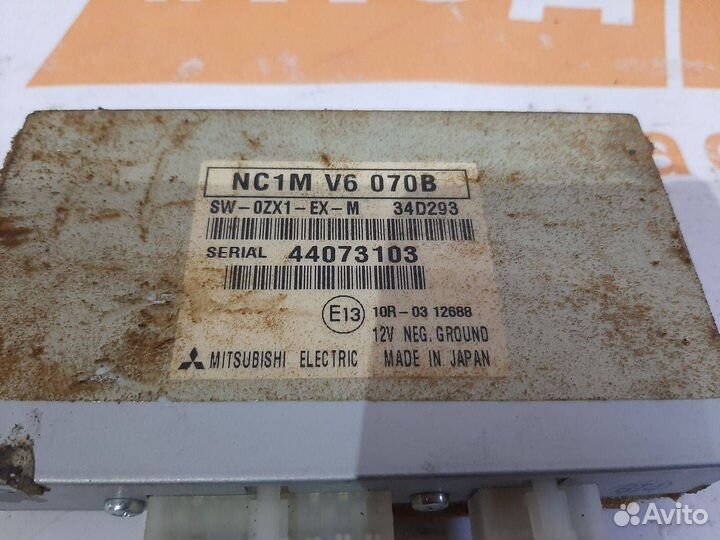 NC1M V6 070B
SW-0ZX1-EX-M 34D293
SERIAL 44073103
E13 10R-03 12688
12V NEG. GROUND
MITSUBISHI ELECTRIC MADE IN JAPAN
Avito